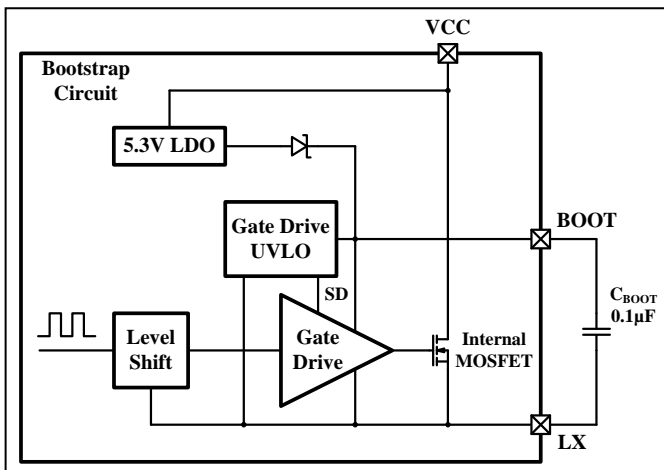 VCC
Bootstrap
Circuit
5.3V LDO
BOOT
Gate Drive
UVLO
SD
C_BOOT
0.1µF
Level
Shift
Gate
Drive
Internal
MOSFET
LX